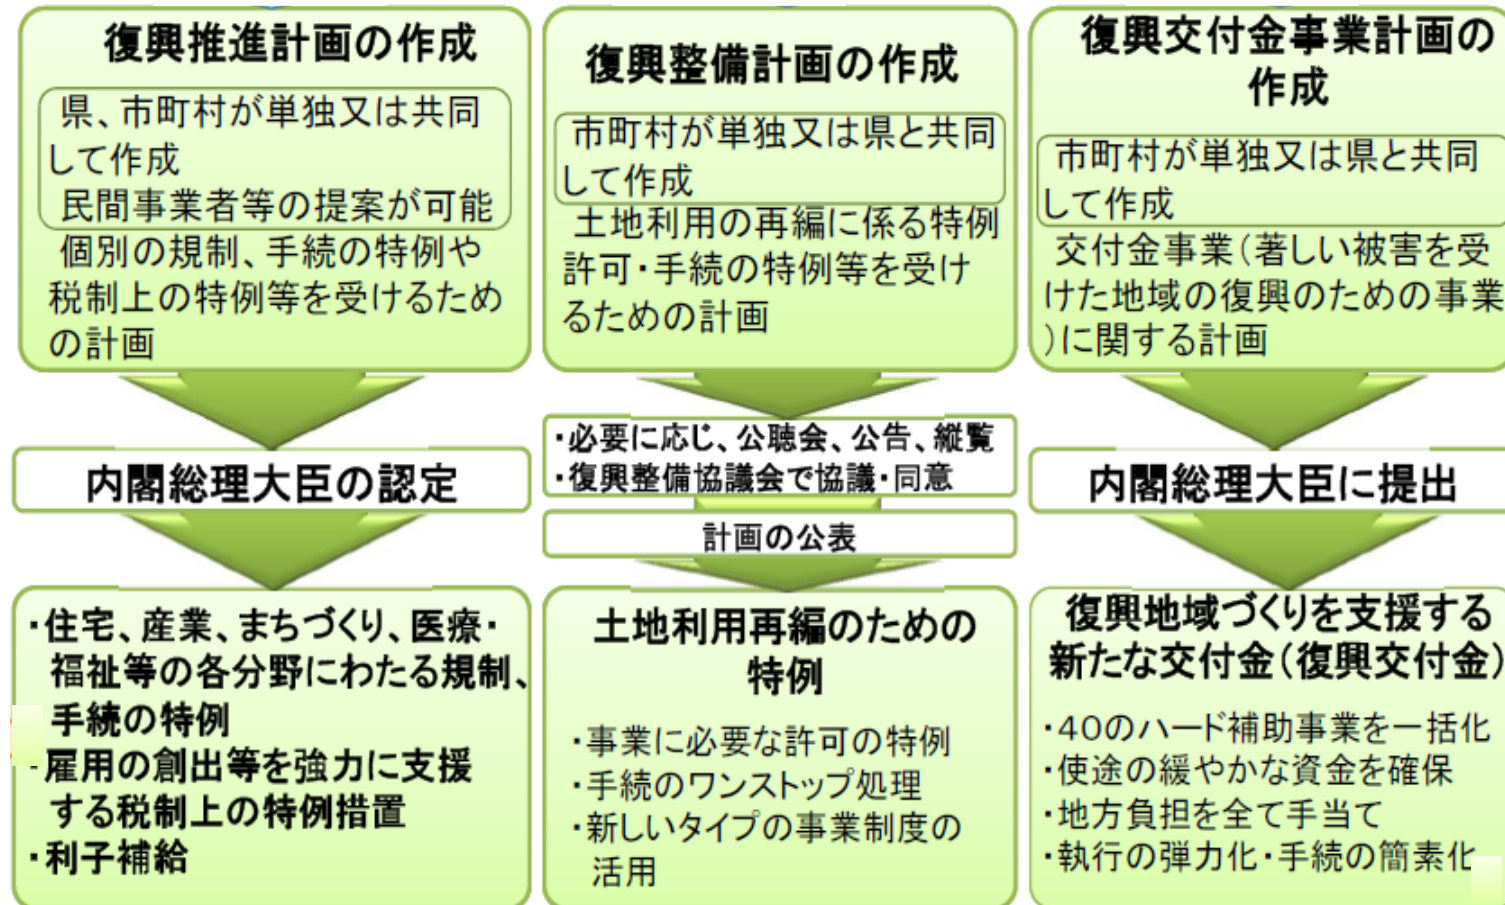 復興推進計画の作成
県、市町村が単独又は共同
して作成
民間事業者等の提案が可能
個別の規制、手続の特例や
税制上の特例等を受けるため
の計画
内閣総理大臣の認定
・住宅、産業、まちづくり、医療・
福祉等の各分野にわたる規制、
手続の特例
・雇用の創出等を強力に支援
する税制上の特例措置
・利子補給
復興整備計画の作成
市町村が単独又は県と共同
して作成
土地利用の再編に係る特例
許可・手続の特例等を受け
るための計画
・必要に応じ、公聴会、公告、縦覧
・復興整備協議会で協議・同意
計画の公表
土地利用再編のための
特例
・事業に必要な許可の特例
・手続のワンストップ処理
・新しいタイプの事業制度の
活用
復興交付金事業計画の
作成
市町村が単独又は県と共同
して作成
交付金事業(著しい被害を受
けた地域の復興のための事業
)に関する計画
内閣総理大臣に提出
復興地域づくりを支援する
新たな交付金(復興交付金)
・40のハード補助事業を一括化
・使途の緩やかな資金を確保
・地方負担を全て手当て
・執行の弾力化・手続の簡素化